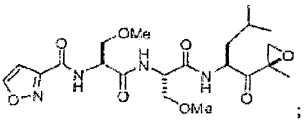 OMe
O H O O
N N N
O N H O H O
OMe
;